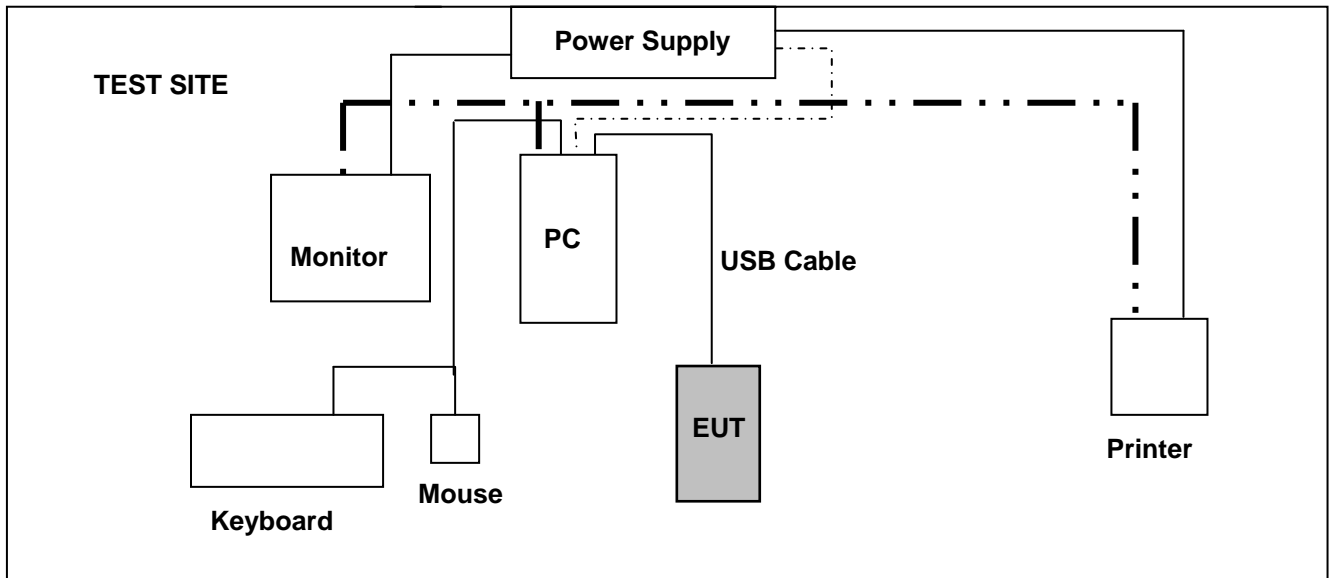 Power Supply
TEST SITE
PC
Monitor
USB Cable
EUT
Printer
Mouse
Keyboard